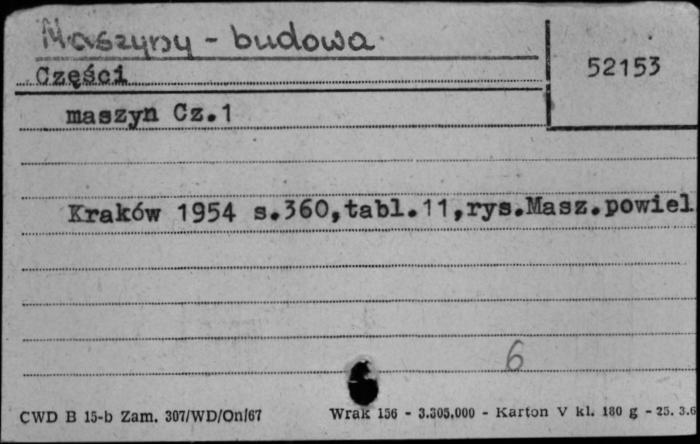 Maszyny - budowa
52153
Części
maszyn Cz.1
Kraków 1954 s.360,tabl.11,rys.Masz.powiel
6
CWD B 15-b Zam. 307/WD/On/67 Wrak 156 - 3.305.000 - Karton V kl. 180 g - 25. 3.6